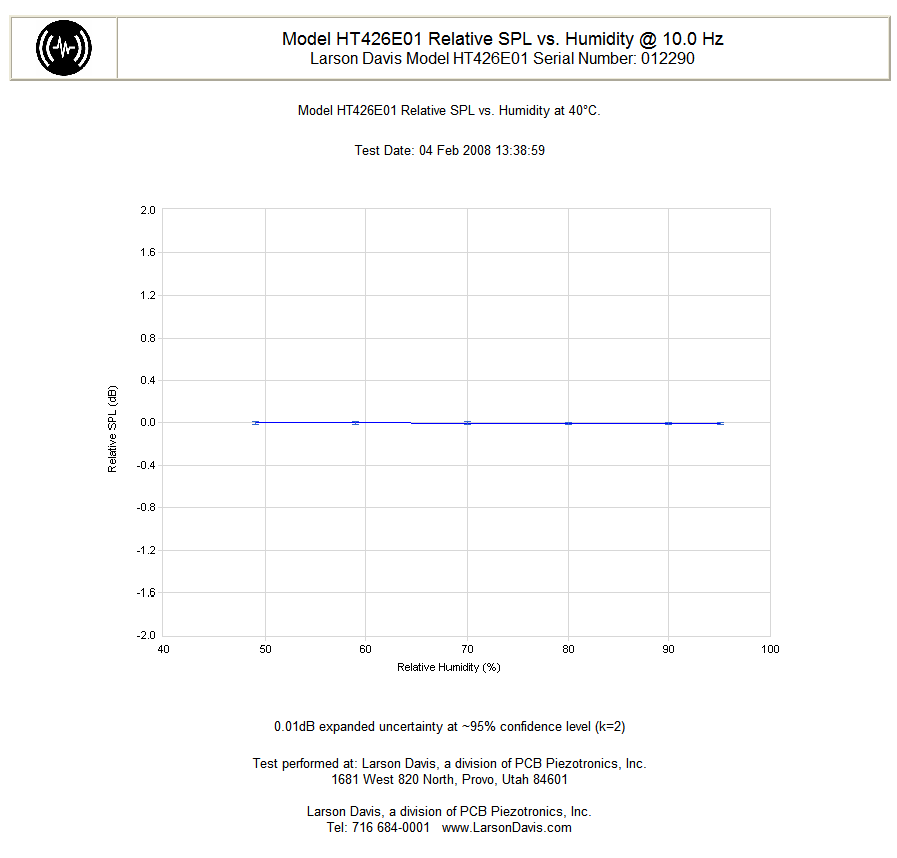 Model HT426E01 Relative SPL vs. Humidity @ 10.0 Hz
Larson Davis Model HT426E01 Serial Number: 012290
Model HT426E01 Relative SPL vs. Humidity at 40°C.
Test Date: 04 Feb 2008 13:38:59
2.0
1.6
1.2
0.8
0.4
0.0
-0.4
-0.8
-1.2
-1.6
-2.0
Relative SPL (dB)
40 50 60 70 80 90 100
Relative Humidity (%)
0.01dB expanded uncertainty at ~95% confidence level (k=2)
Test performed at: Larson Davis, a division of PCB Piezotronics, Inc.
1681 West 820 North, Provo, Utah 84601
Larson Davis, a division of PCB Piezotronics, Inc.
Tel: 716 684-0001 www.LarsonDavis.com